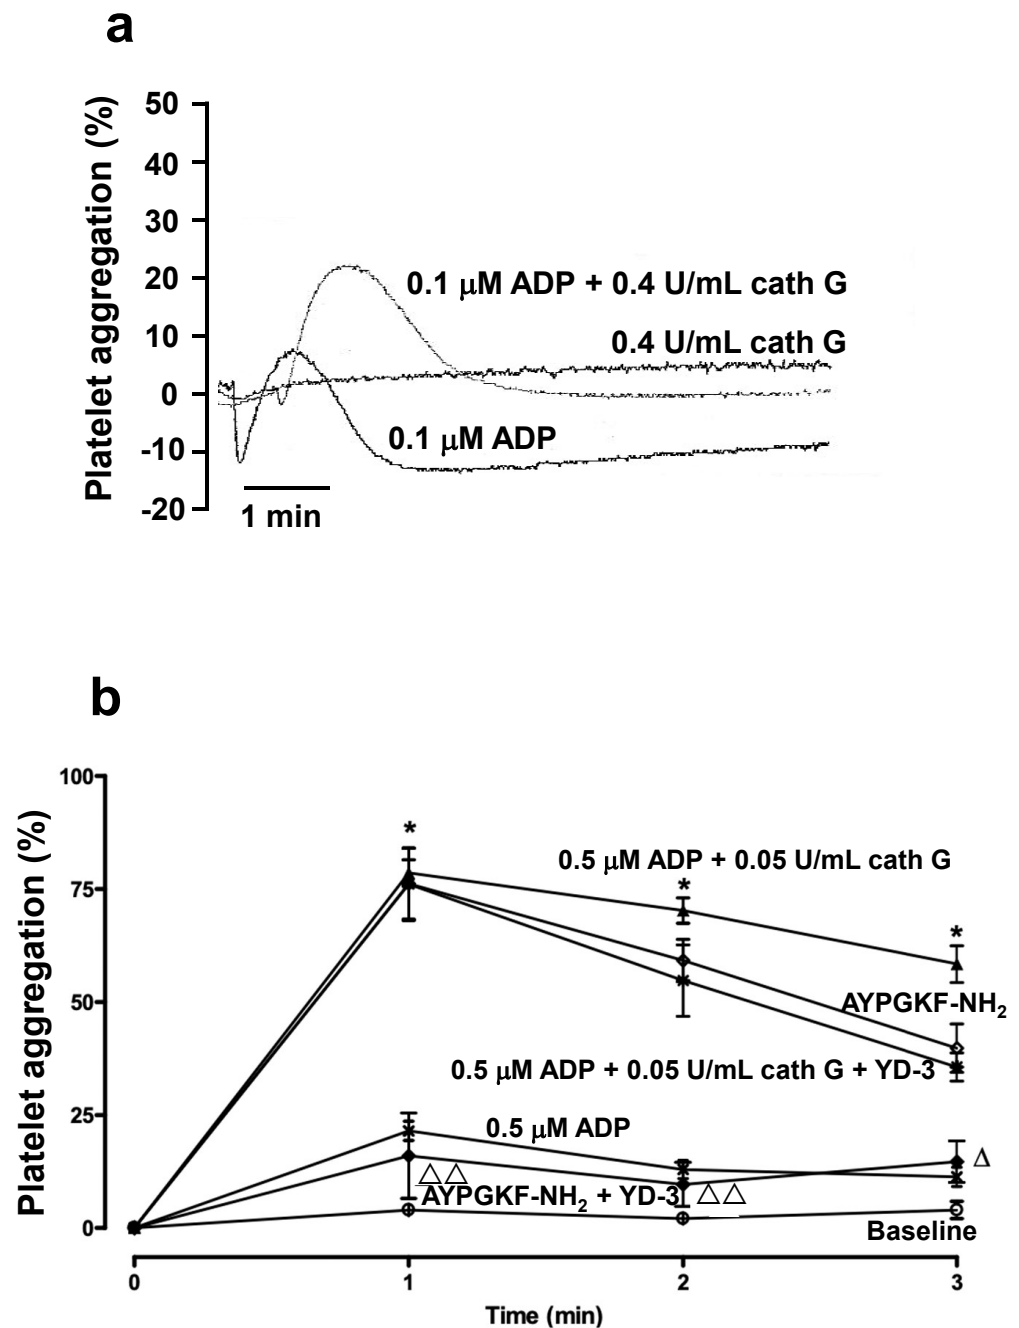 a
Platelet aggregation (%)
50
40
30
20
10
0
-10
-20
0.1 μM ADP + 0.4 U/mL cath G
0.4 U/mL cath G
0.1 μM ADP
1 min
b
Platelet aggregation (%)
100
75
50
25
0
*
0.5 μM ADP + 0.05 U/mL cath G
*
*
AYPGKF-NH₂
0.5 μM ADP + 0.05 U/mL cath G + YD-3
0.5 μM ADP
Δ
△△
AYPGKF-NH₂ + YD-3
△△
Baseline
0 1 2 3
Time (min)